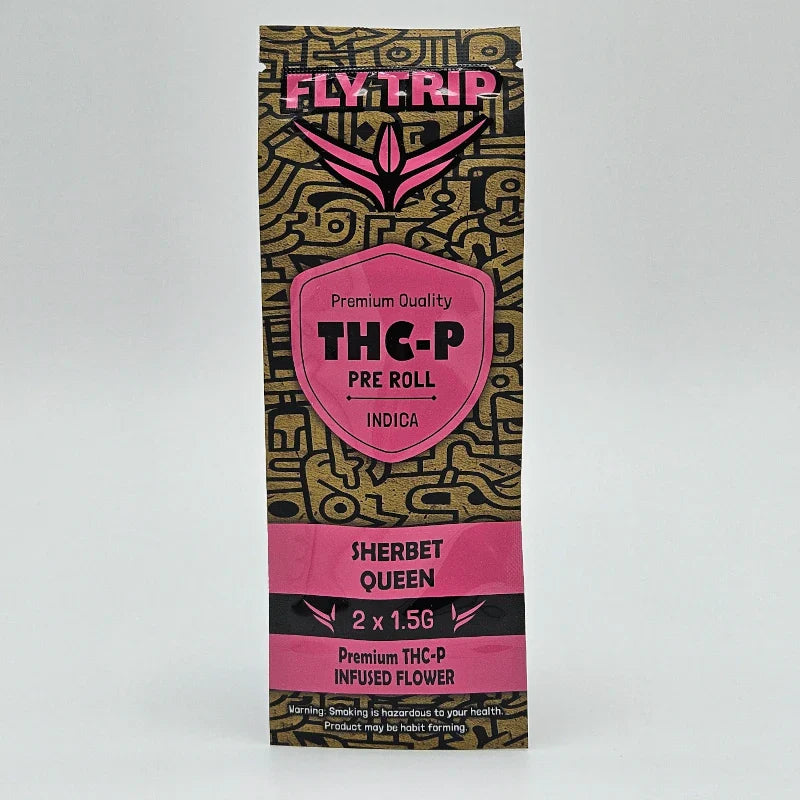 FLY TRIP
Premium Quality
THC-P
PRE ROLL
INDICA
SHERBET
QUEEN
2 x 1.5G
Premium THC-P
INFUSED FLOWER
Warning: Smoking is hazardous to your health.
Product may be habit forming.